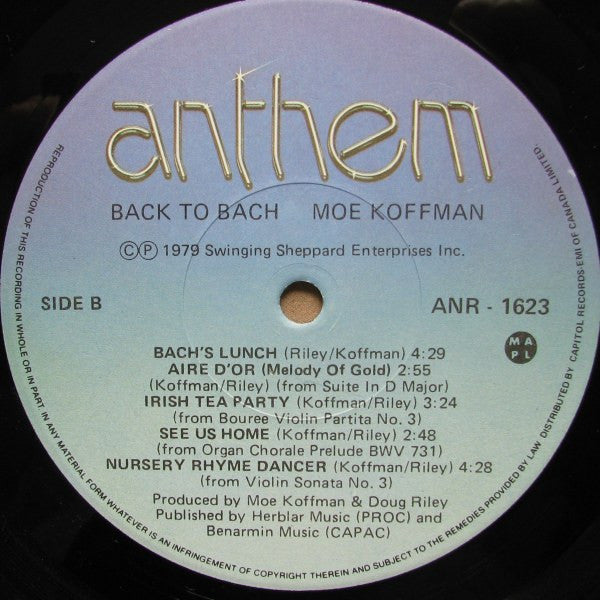 anthem
BACK TO BACH MOE KOFFMAN
ⒸⓅ 1979 Swinging Sheppard Enterprises Inc.
SIDE B
ANR - 1623
M A
P L
BACH'S LUNCH (Riley/Koffman) 4:29
AIRE D'OR (Melody Of Gold) 2:55
(Koffman/Riley) (from Suite In D Major)
IRISH TEA PARTY (Koffman/Riley) 3:24
(from Bouree Violin Partita No. 3)
SEE US HOME (Koffman/Riley) 2:48
(from Organ Chorale Prelude BWV 731)
NURSERY RHYME DANCER (Koffman/Riley) 4:28
(from Violin Sonata No. 3)
Produced by Moe Koffman & Doug Riley
Published by Herblar Music (PROC) and
Benarmin Music (CAPAC)
REPRODUCTION OF THIS RECORDING IN WHOLE OR IN PART IN ANY MATERIAL FORM WHATEVER IS AN INFRINGEMENT OF COPYRIGHT THEREIN AND SUBJECT TO THE REMEDIES PROVIDED BY LAW DISTRIBUTED BY CAPITOL RECORDS-EMI OF CANADA LIMITED.